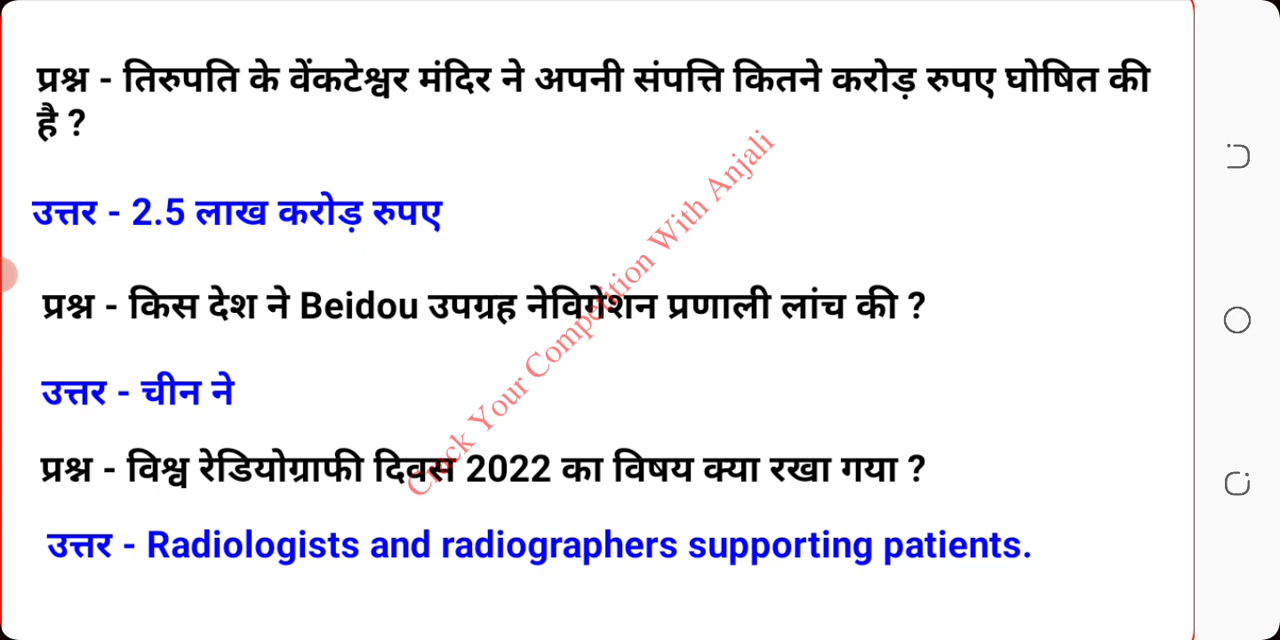 प्रश्न - तिरुपति के वेंकटेश्वर मंदिर ने अपनी संपत्ति कितने करोड़ रुपए घोषित की
है ?
उत्तर - 2.5 लाख करोड़ रुपए
प्रश्न - किस देश ने Beidou उपग्रह नेविगेशन प्रणाली लांच की ?
उत्तर - चीन ने
प्रश्न - विश्व रेडियोग्राफी दिवस 2022 का विषय क्या रखा गया ?
उत्तर - Radiologists and radiographers supporting patients.
Crack Your Competition With Anjali